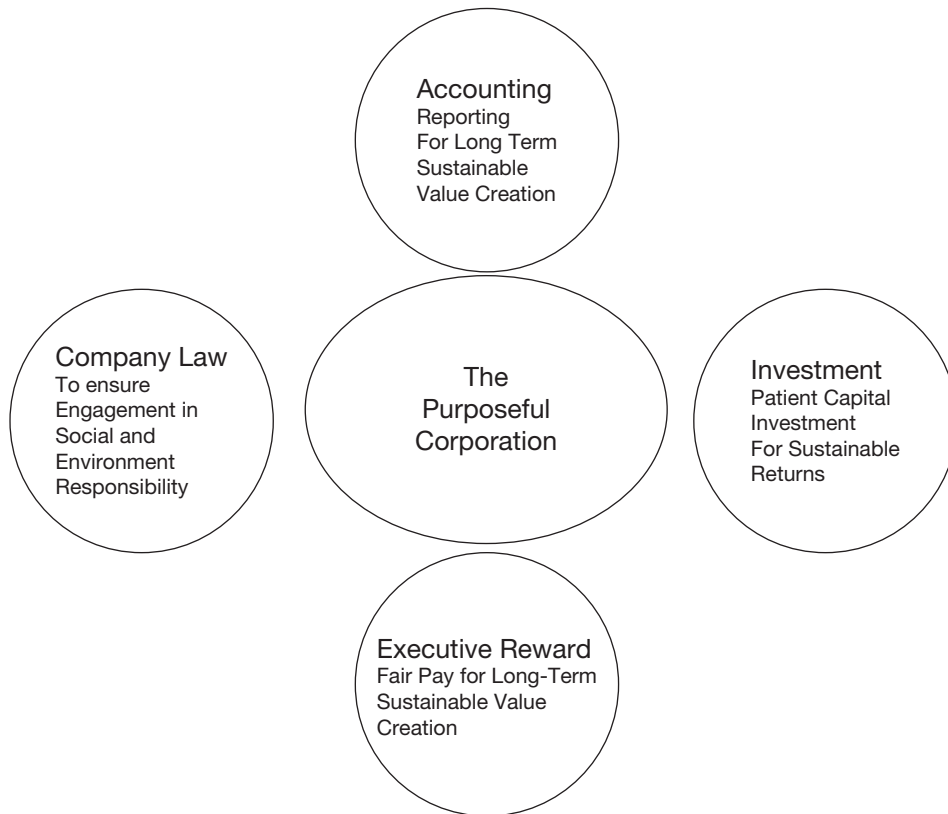 Accounting
Reporting
For Long Term
Sustainable
Value Creation
Company Law
To ensure
Engagement in
Social and
Environment
Responsibility
The
Purposeful
Corporation
Investment
Patient Capital
Investment
For Sustainable
Returns
Executive Reward
Fair Pay for Long-Term
Sustainable Value
Creation